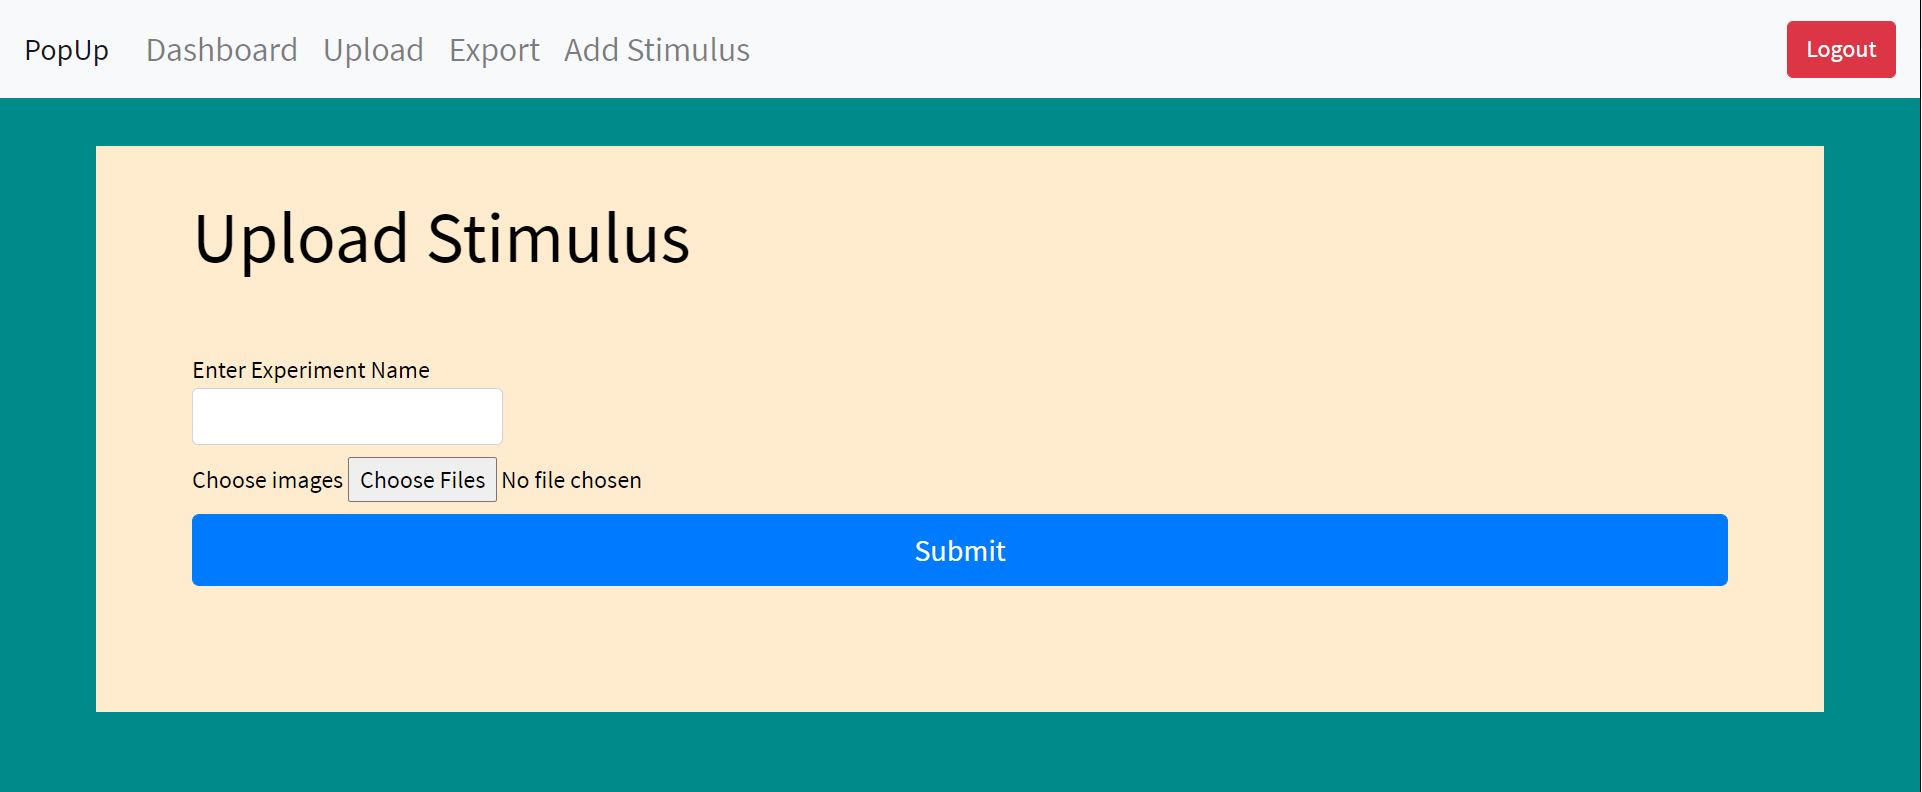 PopUp Dashboard Upload Export Add Stimulus Logout
Upload Stimulus
Enter Experiment Name
Choose images Choose Files No file chosen
Submit